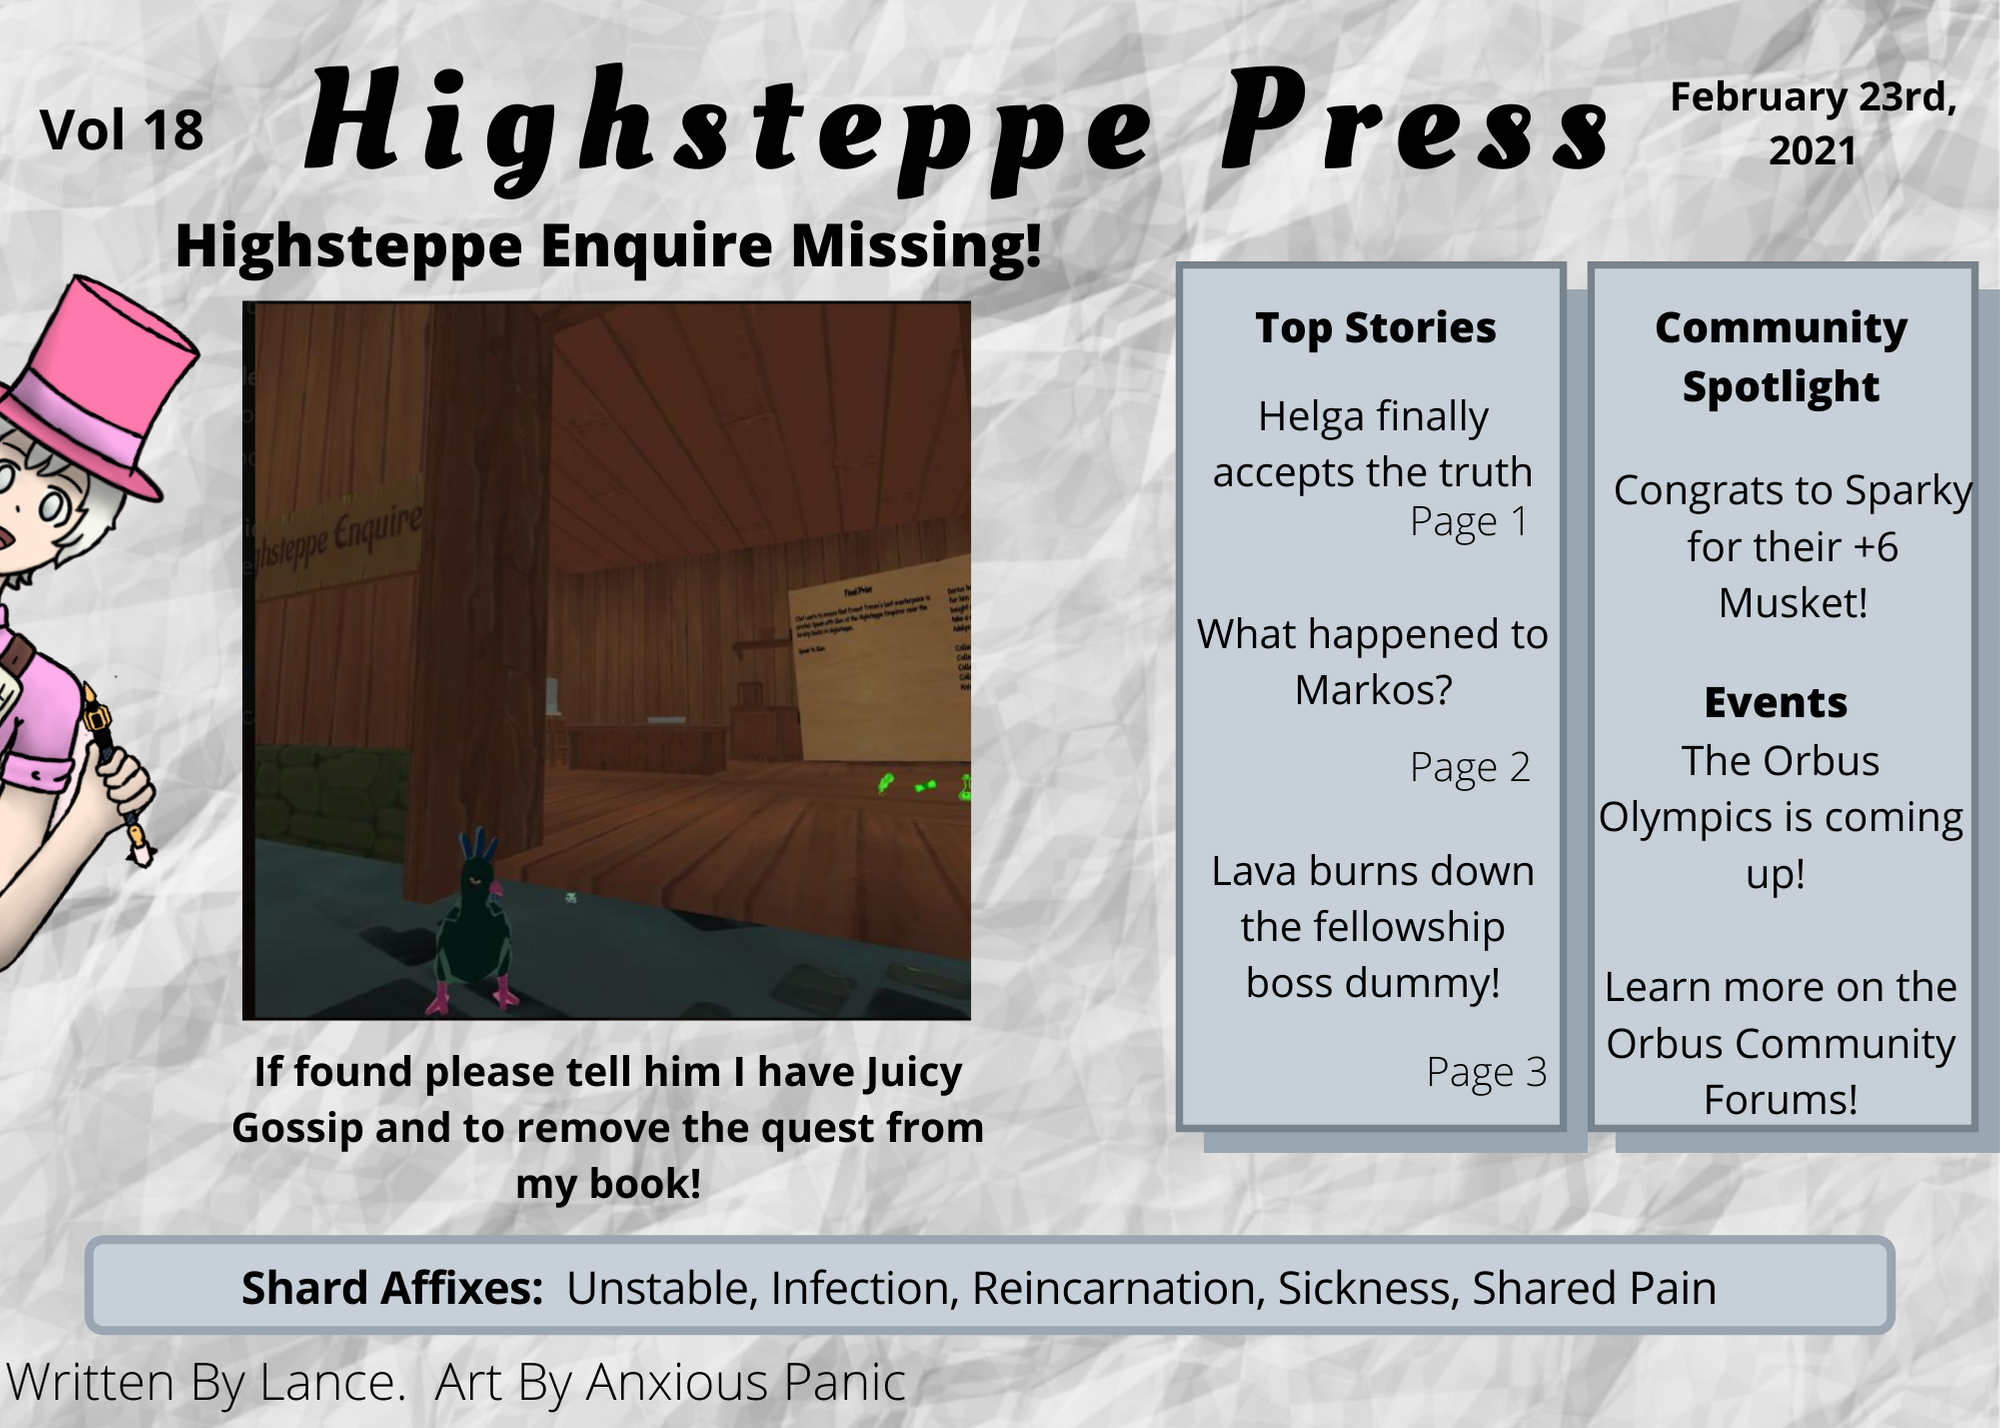 Vol 18
Highsteppe Press
February 23rd,
2021
Highsteppe Enquire Missing!
hsteppe Enquire
Final Print
Speak to Glan
If found please tell him I have Juicy
Gossip and to remove the quest from
my book!
Top Stories
Helga finally
accepts the truth
Page 1
What happened to
Markos?
Page 2
Lava burns down
the fellowship
boss dummy!
Page 3
Community
Spotlight
Congrats to Sparky
for their +6
Musket!
Events
The Orbus
Olympics is coming
up!
Learn more on the
Orbus Community
Forums!
Shard Affixes: Unstable, Infection, Reincarnation, Sickness, Shared Pain
Written By Lance. Art By Anxious Panic